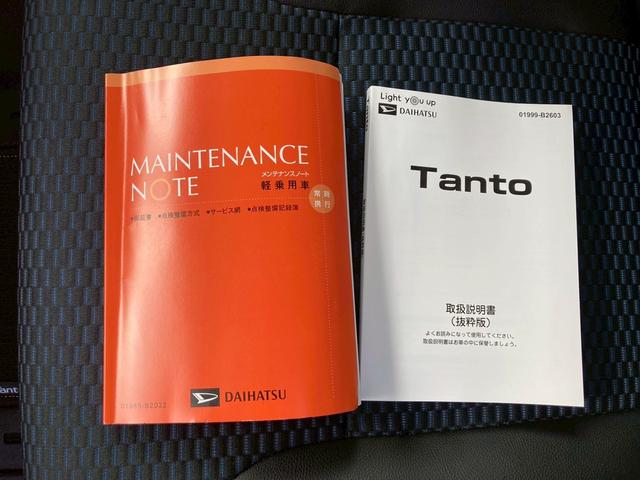 MAINTENANCE
NOTE
メンテナンスノート
軽乗用車
常時
携行
•保証書 •点検整備方式 •サービス網 •点検整備記録簿
DAIHATSU
01999-B2032
Light you up
DAIHATSU
01999-B2603
Tanto
取扱説明書
（抜粋版）
よくお読みになって使用してください。
取扱説明書はお車の中に保管しましょう。